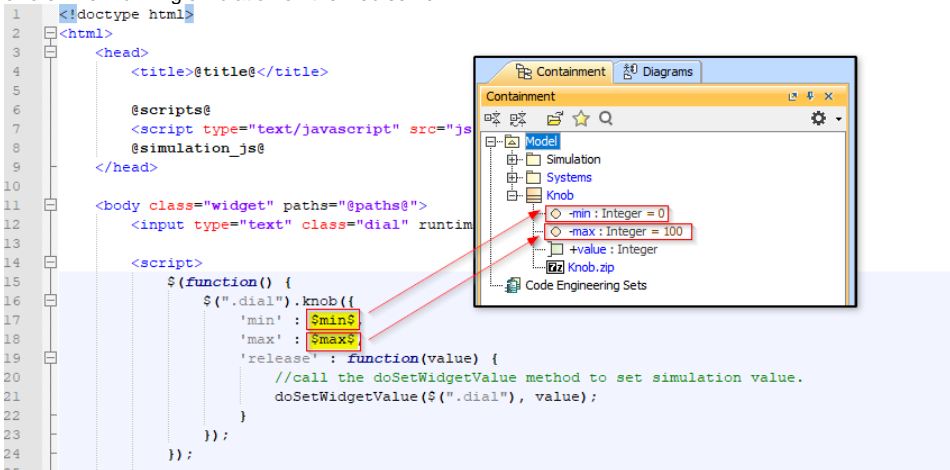 1 <!doctype html>
2 <html>
3 <head>
4 <title>@title@</title>
5
6 @scripts@
7 <script type="text/javascript" src="js
8 @simulation_js@
9 </head>
10
11 <body class="widget" paths="@paths@">
12 <input type="text" class="dial" runtim
13
14 <script>
15 $(function() {
16 $(".dial").knob({
17 'min' : $min$,
18 'max' : $max$,
19 'release' : function(value) {
20 //call the doSetWidgetValue method to set simulation value.
21 doSetWidgetValue($(".dial"), value);
22 }
23 });
24 });
Containment Diagrams
Containment
Model
Simulation
Systems
Knob
-min : Integer = 0
-max : Integer = 100
+value : Integer
Knob.zip
Code Engineering Sets